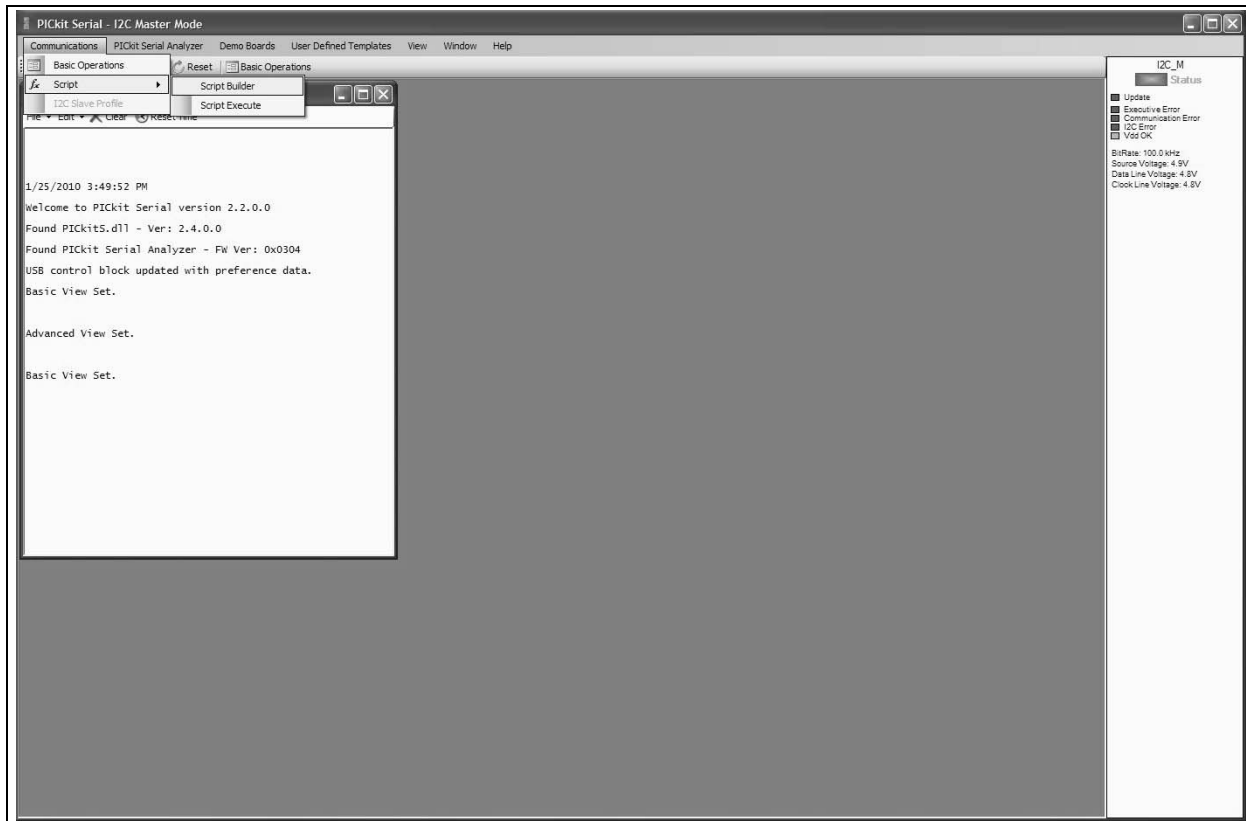 PICkit Serial - I2C Master Mode
Communications PICkit Serial Analyzer Demo Boards User Defined Templates View Window Help
Basic Operations
Reset Basic Operations
Script
Script Builder
I2C Slave Profile
Script Execute
File Edit Clear Reset Time
1/25/2010 3:49:52 PM
Welcome to PICkit Serial version 2.2.0.0
Found PICkitS.dll - Ver: 2.4.0.0
Found PICkit Serial Analyzer - FW Ver: 0x0304
USB control block updated with preference data.
Basic View Set.
Advanced View Set.
Basic View Set.
I2C_M
Status
Update
Executive Error
Communication Error
I2C Error
Vdd OK
BitRate: 100.0 kHz
Source Voltage: 4.9V
Data Line Voltage: 4.8V
Clock Line Voltage: 4.8V